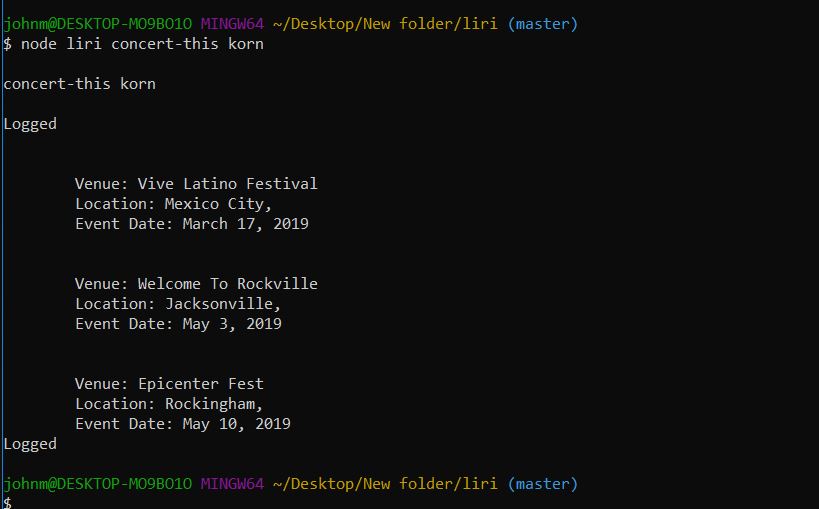 johnm@DESKTOP-MO9BO1O MINGW64 ~/Desktop/New folder/liri (master)
$ node liri concert-this korn
concert-this korn
Logged
Venue: Vive Latino Festival
Location: Mexico City,
Event Date: March 17, 2019
Venue: Welcome To Rockville
Location: Jacksonville,
Event Date: May 3, 2019
Venue: Epicenter Fest
Location: Rockingham,
Event Date: May 10, 2019
Logged
johnm@DESKTOP-MO9BO1O MINGW64 ~/Desktop/New folder/liri (master)
$